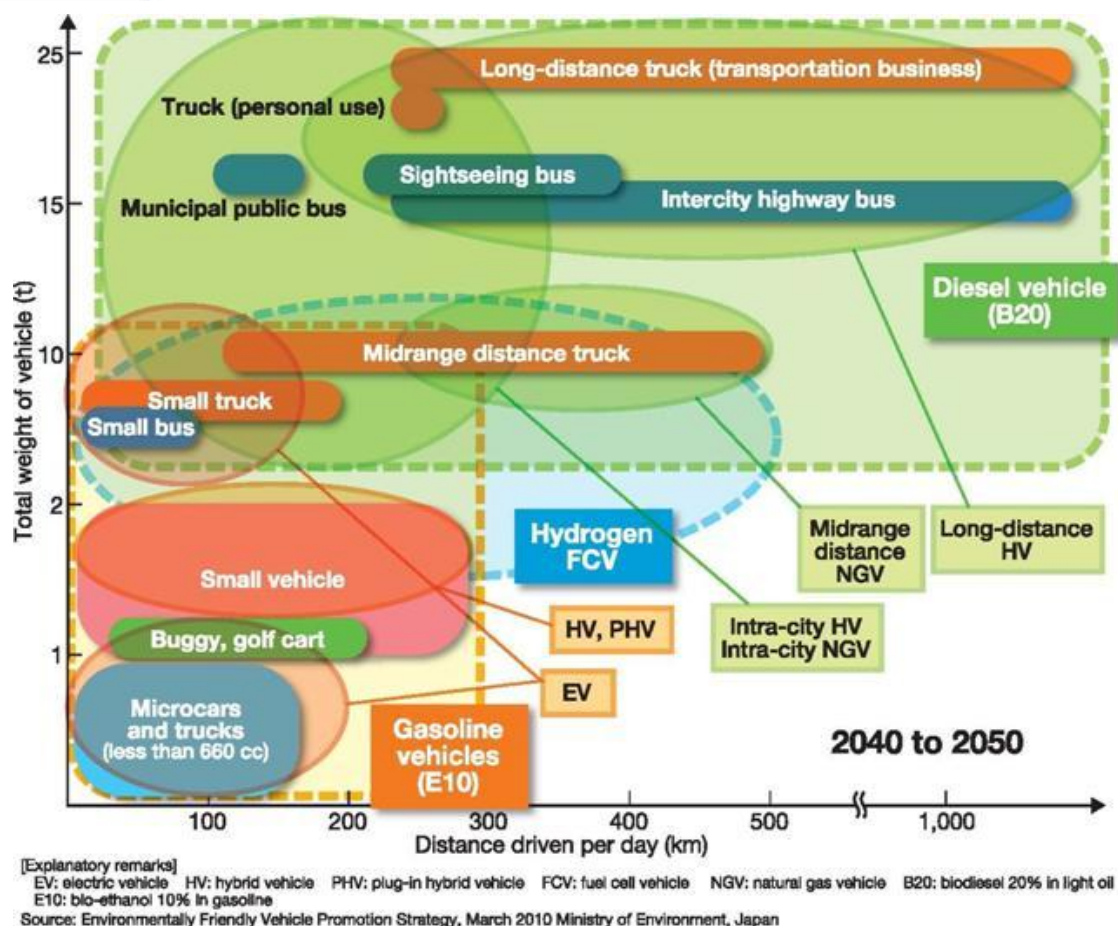 25
Long-distance truck (transportation business)
Truck (personal use)
Sightseeing bus
Municipal public bus
Intercity highway bus
15
Total weight of vehicle (t)
Diesel vehicle
(B20)
Midrange distance truck
10
Small truck
Small bus
2
Hydrogen
FCV
Midrange
distance
NGV
Long-distance
HV
Small vehicle
HV, PHV
Intra-city HV
Intra-city NGV
Buggy, golf cart
1
EV
Microcars
and trucks
(less than 660 cc)
Gasoline
vehicles
(E10)
2040 to 2050
100
200
300
400
500
1,000
Distance driven per day (km)
[Explanatory remarks]
EV: electric vehicle HV: hybrid vehicle PHV: plug-in hybrid vehicle FCV: fuel cell vehicle NGV: natural gas vehicle B20: biodiesel 20% in light oil
E10: bio-ethanol 10% in gasoline
Source: Environmentally Friendly Vehicle Promotion Strategy, March 2010 Ministry of Environment, Japan